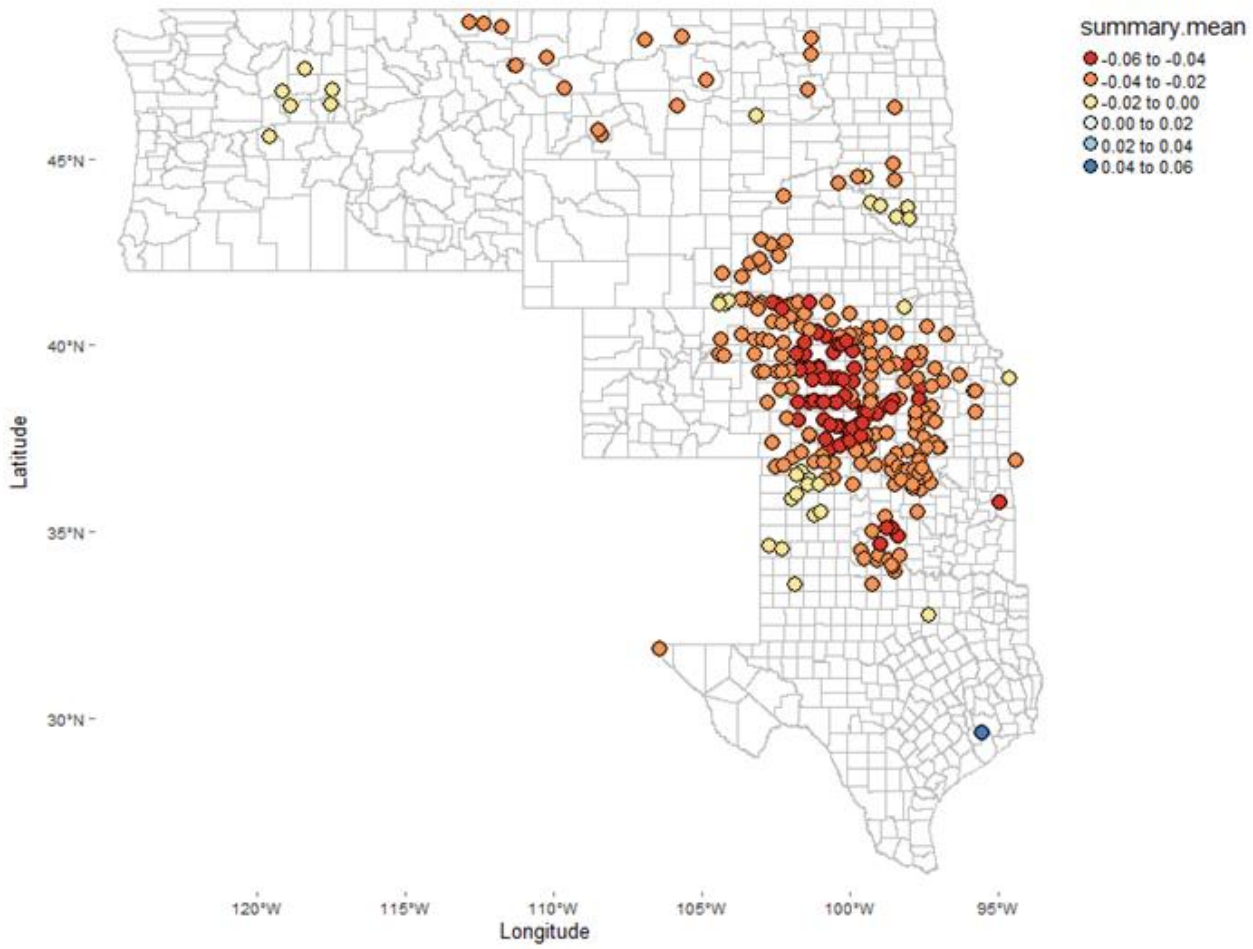 summary.mean
-0.06 to -0.04
-0.04 to -0.02
-0.02 to 0.00
0.00 to 0.02
0.02 to 0.04
0.04 to 0.06
45°N
40°N
35°N
30°N
Latitude
120°W 115°W 110°W 105°W 100°W 95°W
Longitude